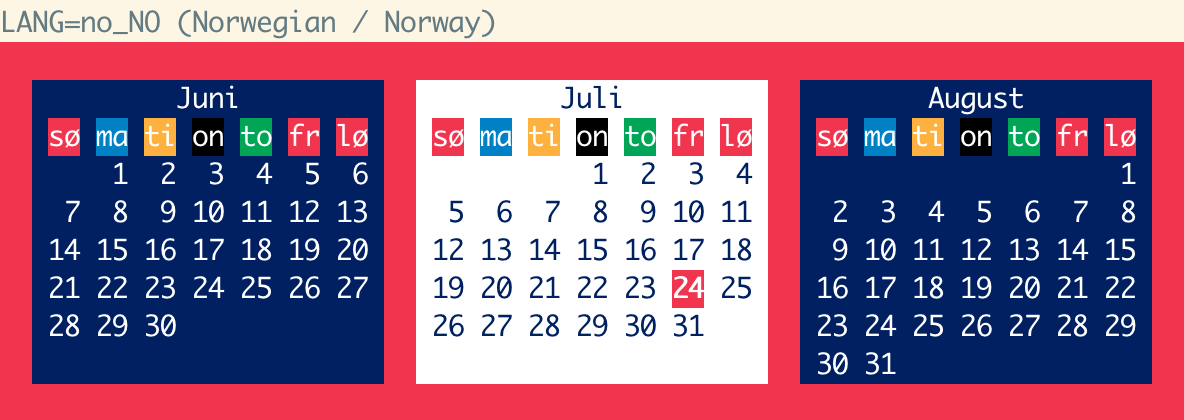 LANG=no_NO (Norwegian / Norway)
Juni Juli August
sø ma ti on to fr lø sø ma ti on to fr lø sø ma ti on to fr lø
1 2 3 4 5 6 1 2 3 4 1
7 8 9 10 11 12 13 5 6 7 8 9 10 11 2 3 4 5 6 7 8
14 15 16 17 18 19 20 12 13 14 15 16 17 18 9 10 11 12 13 14 15
21 22 23 24 25 26 27 19 20 21 22 23 24 25 16 17 18 19 20 21 22
28 29 30 26 27 28 29 30 31 23 24 25 26 27 28 29
30 31